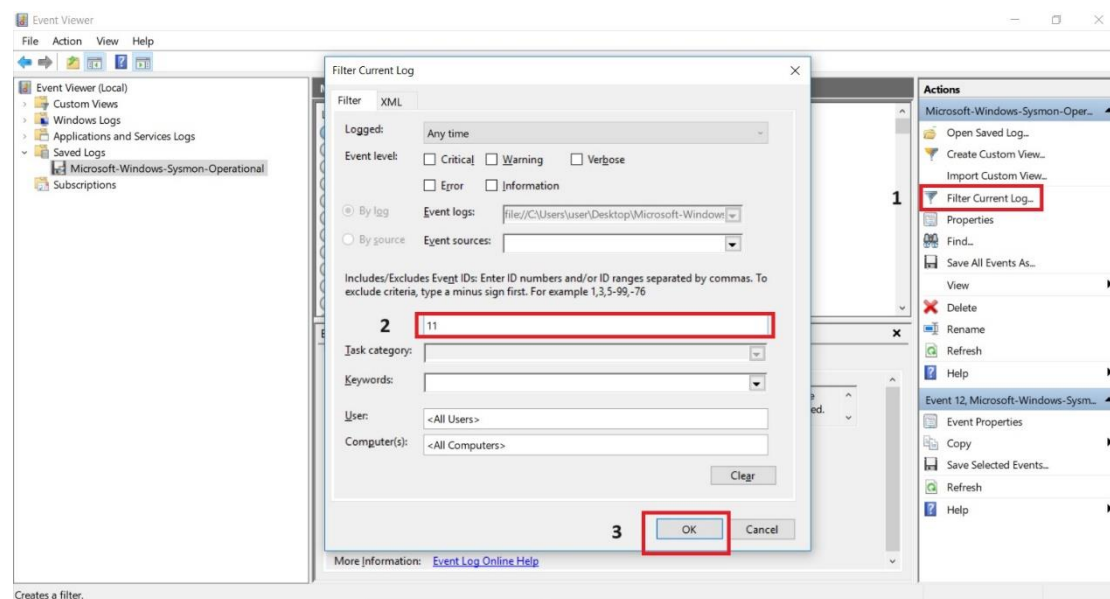 Event Viewer
File Action View Help
Event Viewer (Local)
Custom Views
Windows Logs
Applications and Services Logs
Saved Logs
Microsoft-Windows-Sysmon-Operational
Subscriptions
Filter Current Log
Filter XML
Logged: Any time
Event level: Critical Warning Verbose
Error Information
By log Event logs: file://C:\Users\user\Desktop\Microsoft-Windows
By source Event sources:
Includes/Excludes Event IDs: Enter ID numbers and/or ID ranges separated by commas. To
exclude criteria, type a minus sign first. For example 1,3,5-99,-76
2 11
Task category:
Keywords:
User: <All Users>
Computer(s): <All Computers>
Clear
3 OK Cancel
More Information: Event Log Online Help
ed.
Actions
Microsoft-Windows-Sysmon-Oper...
Open Saved Log...
Create Custom View...
Import Custom View...
1 Filter Current Log...
Properties
Find...
Save All Events As...
View
Delete
Rename
Refresh
Help
Event 12, Microsoft-Windows-Sysm...
Event Properties
Copy
Save Selected Events...
Refresh
Help
Creates a filter.